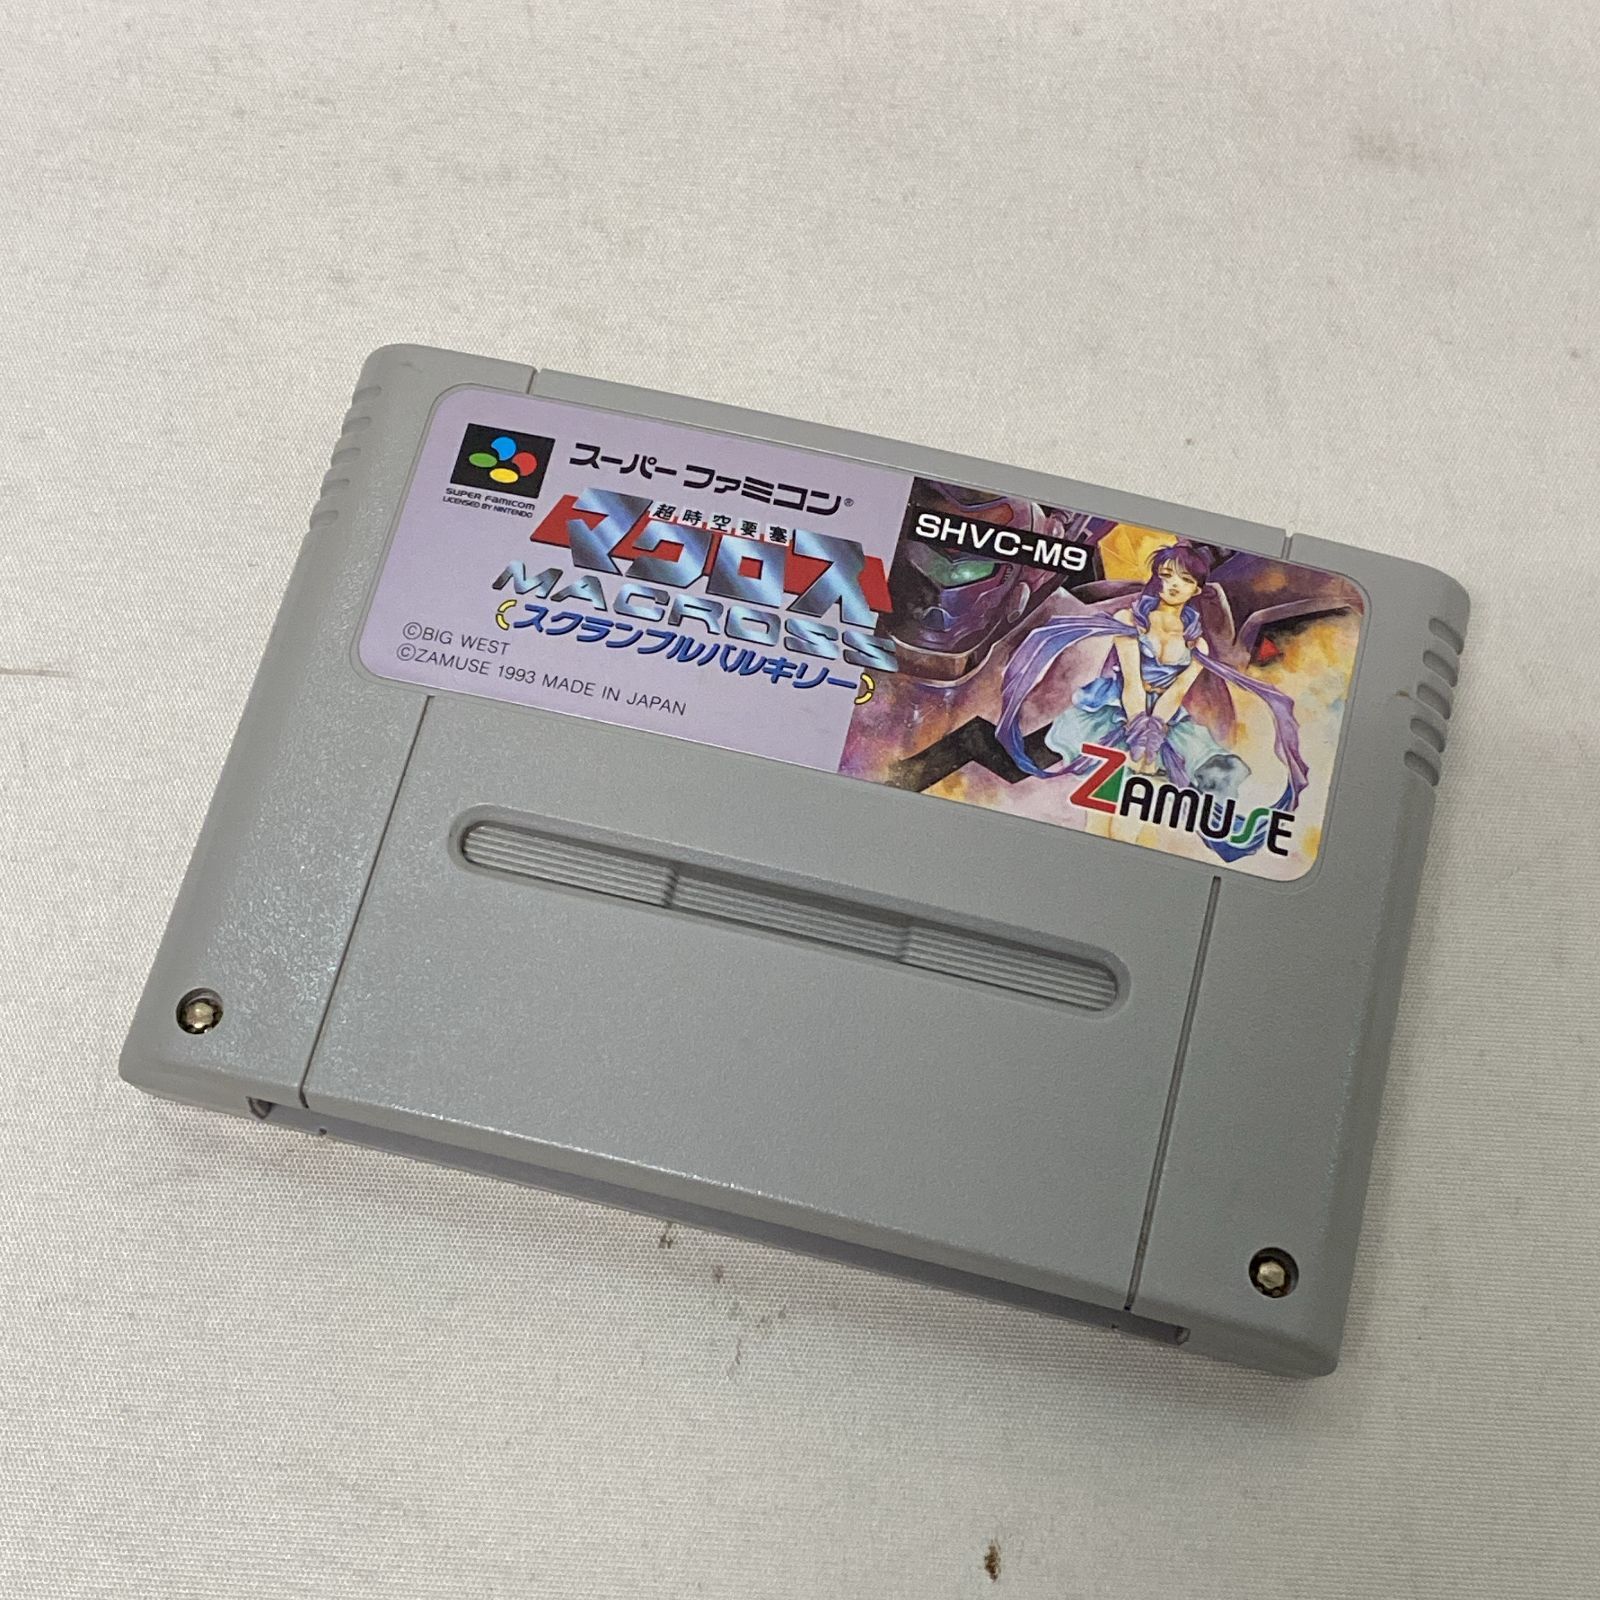 SUPER FAMICOM
LICENSED BY NINTENDO
スーパーファミコン®
超時空要塞
マクロス
MACROSS
スクランブルバルキリー
©BIG WEST
©ZAMUSE 1993 MADE IN JAPAN
SHVC-M9
ZAMUSE